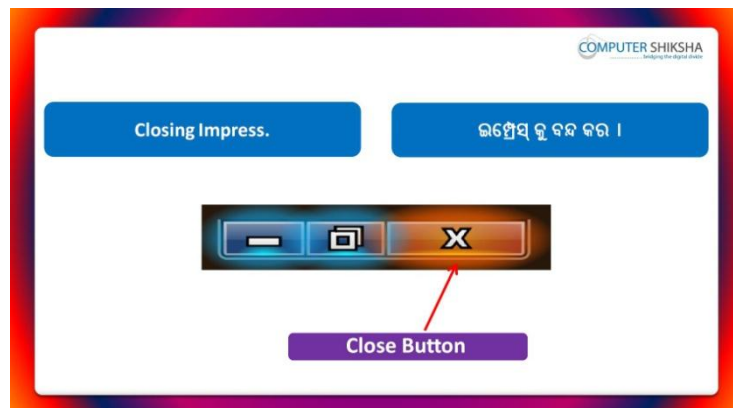 COMPUTER SHIKSHA
.......... bridging the digital divide
Closing Impress.
ଇମ୍ପ୍ରେସ୍ କୁ ବନ୍ଦ କର ।
X
Close Button